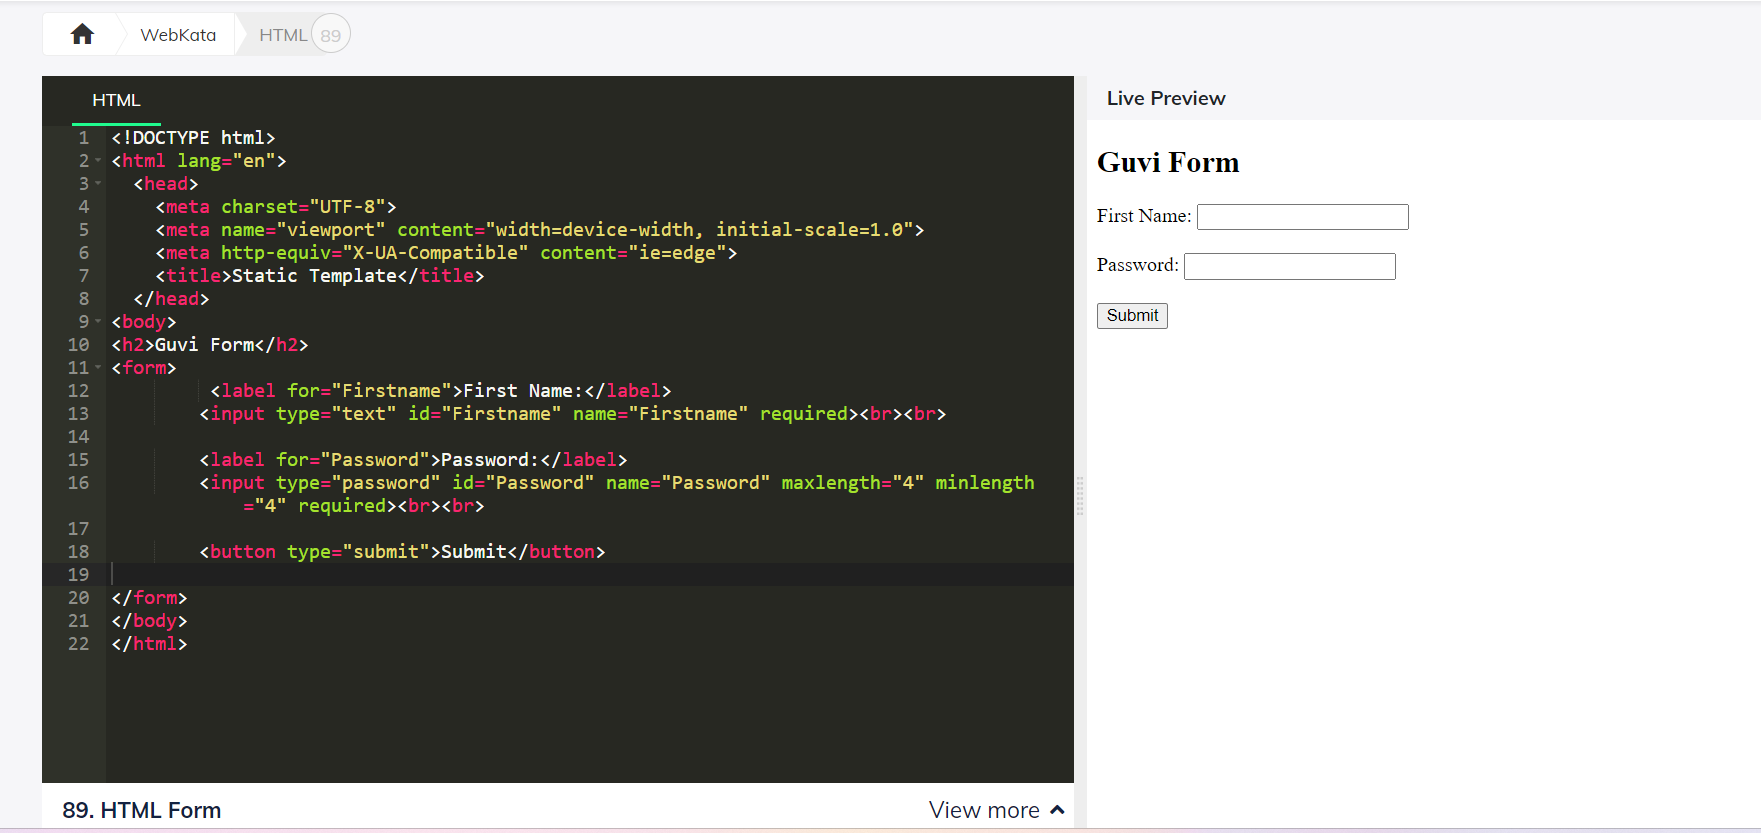 WebKata
HTML 89
HTML
Live Preview
1 <!DOCTYPE html>
2 <html lang="en">
3 <head>
4 <meta charset="UTF-8">
5 <meta name="viewport" content="width=device-width, initial-scale=1.0">
6 <meta http-equiv="X-UA-Compatible" content="ie=edge">
7 <title>Static Template</title>
8 </head>
9 <body>
10 <h2>Guvi Form</h2>
11 <form>
12 <label for="Firstname">First Name:</label>
13 <input type="text" id="Firstname" name="Firstname" required><br><br>
14
15 <label for="Password">Password:</label>
16 <input type="password" id="Password" name="Password" maxlength="4" minlength
="4" required><br><br>
17
18 <button type="submit">Submit</button>
19
20 </form>
21 </body>
22 </html>
Guvi Form
First Name:
Password:
Submit
89. HTML Form
View more